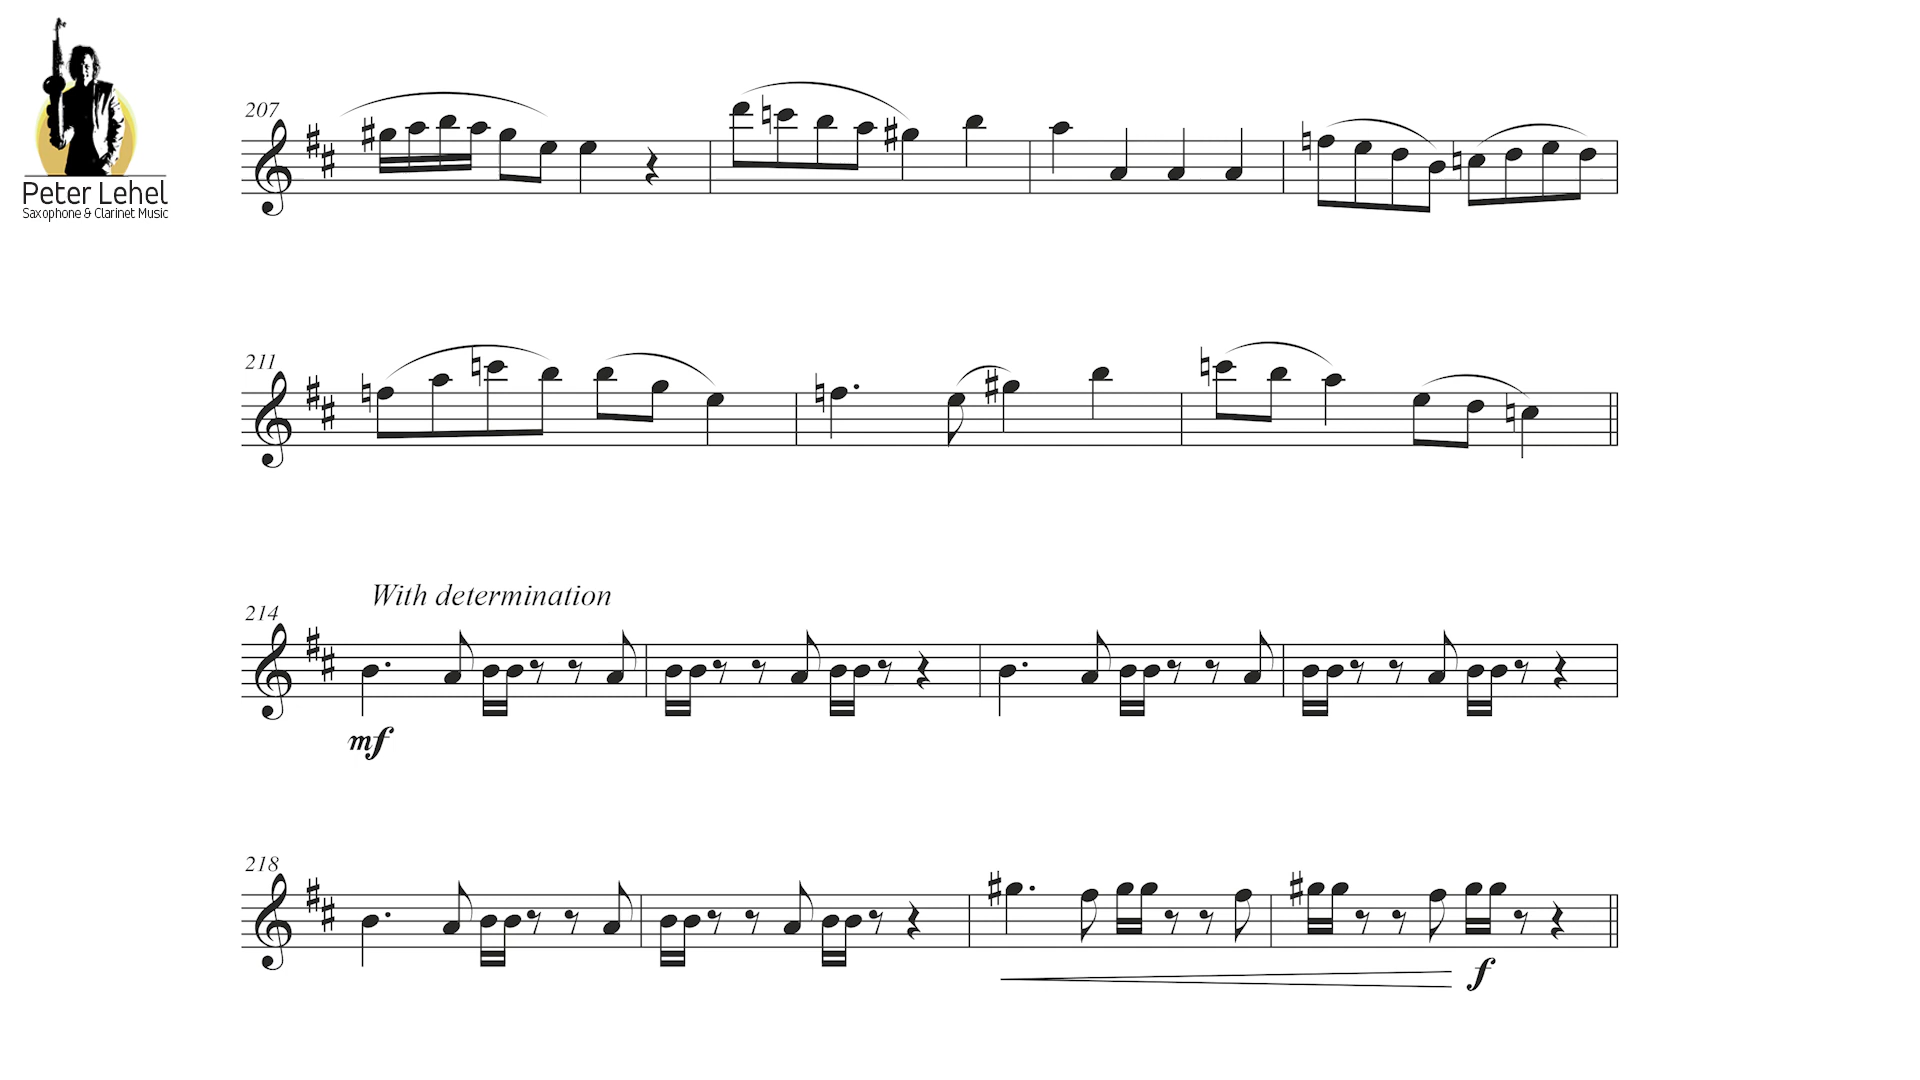 Peter Lehel
Saxophone & Clarinet Music
207
211
With determination
214
mf
218
f